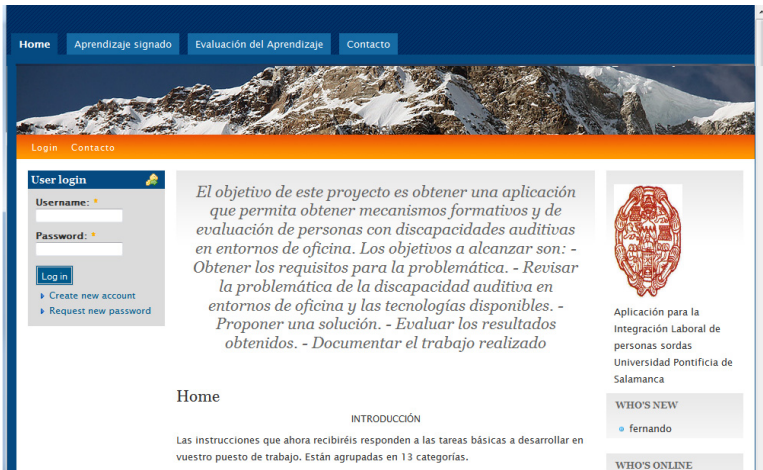 Home Aprendizaje signado Evaluación del Aprendizaje Contacto
Login Contacto
User login
Username: *
Password: *
Log in
Create new account
Request new password
El objetivo de este proyecto es obtener una aplicación
que permita obtener mecanismos formativos y de
evaluación de personas con discapacidades auditivas
en entornos de oficina. Los objetivos a alcanzar son: -
Obtener los requisitos para la problemática. - Revisar
la problemática de la discapacidad auditiva en
entornos de oficina y las tecnologías disponibles. -
Proponer una solución. - Evaluar los resultados
obtenidos. - Documentar el trabajo realizado
Home
INTRODUCCIÓN
Las instrucciones que ahora recibiréis responden a las tareas básicas a desarrollar en
vuestro puesto de trabajo. Están agrupadas en 13 categorías.
Aplicación para la
Integración Laboral de
personas sordas
Universidad Pontificia de
Salamanca
WHO'S NEW
fernando
WHO'S ONLINE